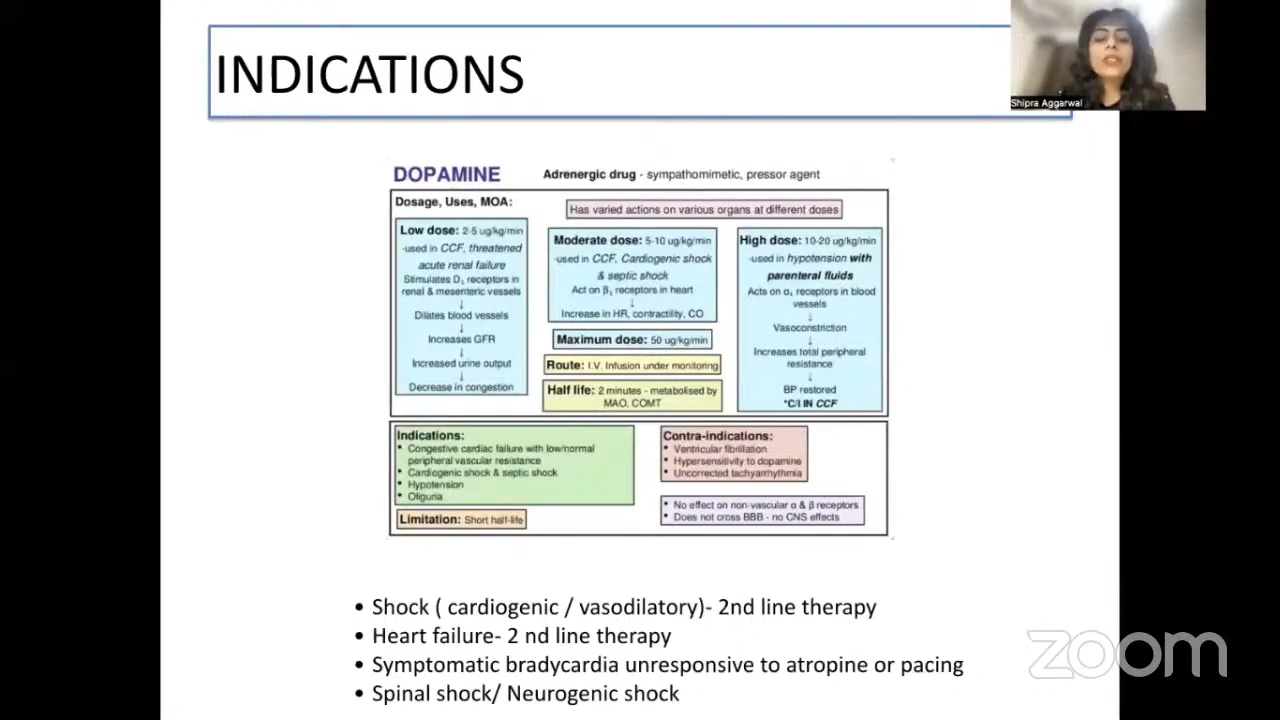 INDICATIONS
Shipra Aggarwal
DOPAMINE
Adrenergic drug - sympathomimetic, pressor agent
Dosage, Uses, MOA:
Has varied actions on various organs at different doses
Low dose: 2-5 ug/kg/min
-used in CCF, threatened
acute renal failure
Stimulates D₁ receptors in
renal & mesenteric vessels
↓
Dilates blood vessels
↓
Increases GFR
↓
Increased urine output
↓
Decrease in congestion
Moderate dose: 5-10 ug/kg/min
-used in CCF, Cardiogenic shock
& septic shock
Act on β₁ receptors in heart
↓
Increase in HR, contractility, CO
Maximum dose: 50 ug/kg/min
Route: I.V. Infusion under monitoring
Half life: 2 minutes - metabolised by
MAO, COMT
High dose: 10-20 ug/kg/min
-used in hypotension with
parenteral fluids
Acts on α₁ receptors in blood
vessels
↓
Vasoconstriction
↓
Increases total peripheral
resistance
↓
BP restored
*C/I IN CCF
Indications:
• Congestive cardiac failure with low/normal
peripheral vascular resistance
• Cardiogenic shock & septic shock
• Hypotension
• Oliguria
Limitation: Short half-life
Contra-indications:
• Ventricular fibrillation
• Hypersensitivity to dopamine
• Uncorrected tachyarrhythmia
• No effect on non-vascular α & β receptors
• Does not cross BBB - no CNS effects
• Shock ( cardiogenic / vasodilatory)- 2nd line therapy
• Heart failure- 2 nd line therapy
• Symptomatic bradycardia unresponsive to atropine or pacing
• Spinal shock/ Neurogenic shock
zoom